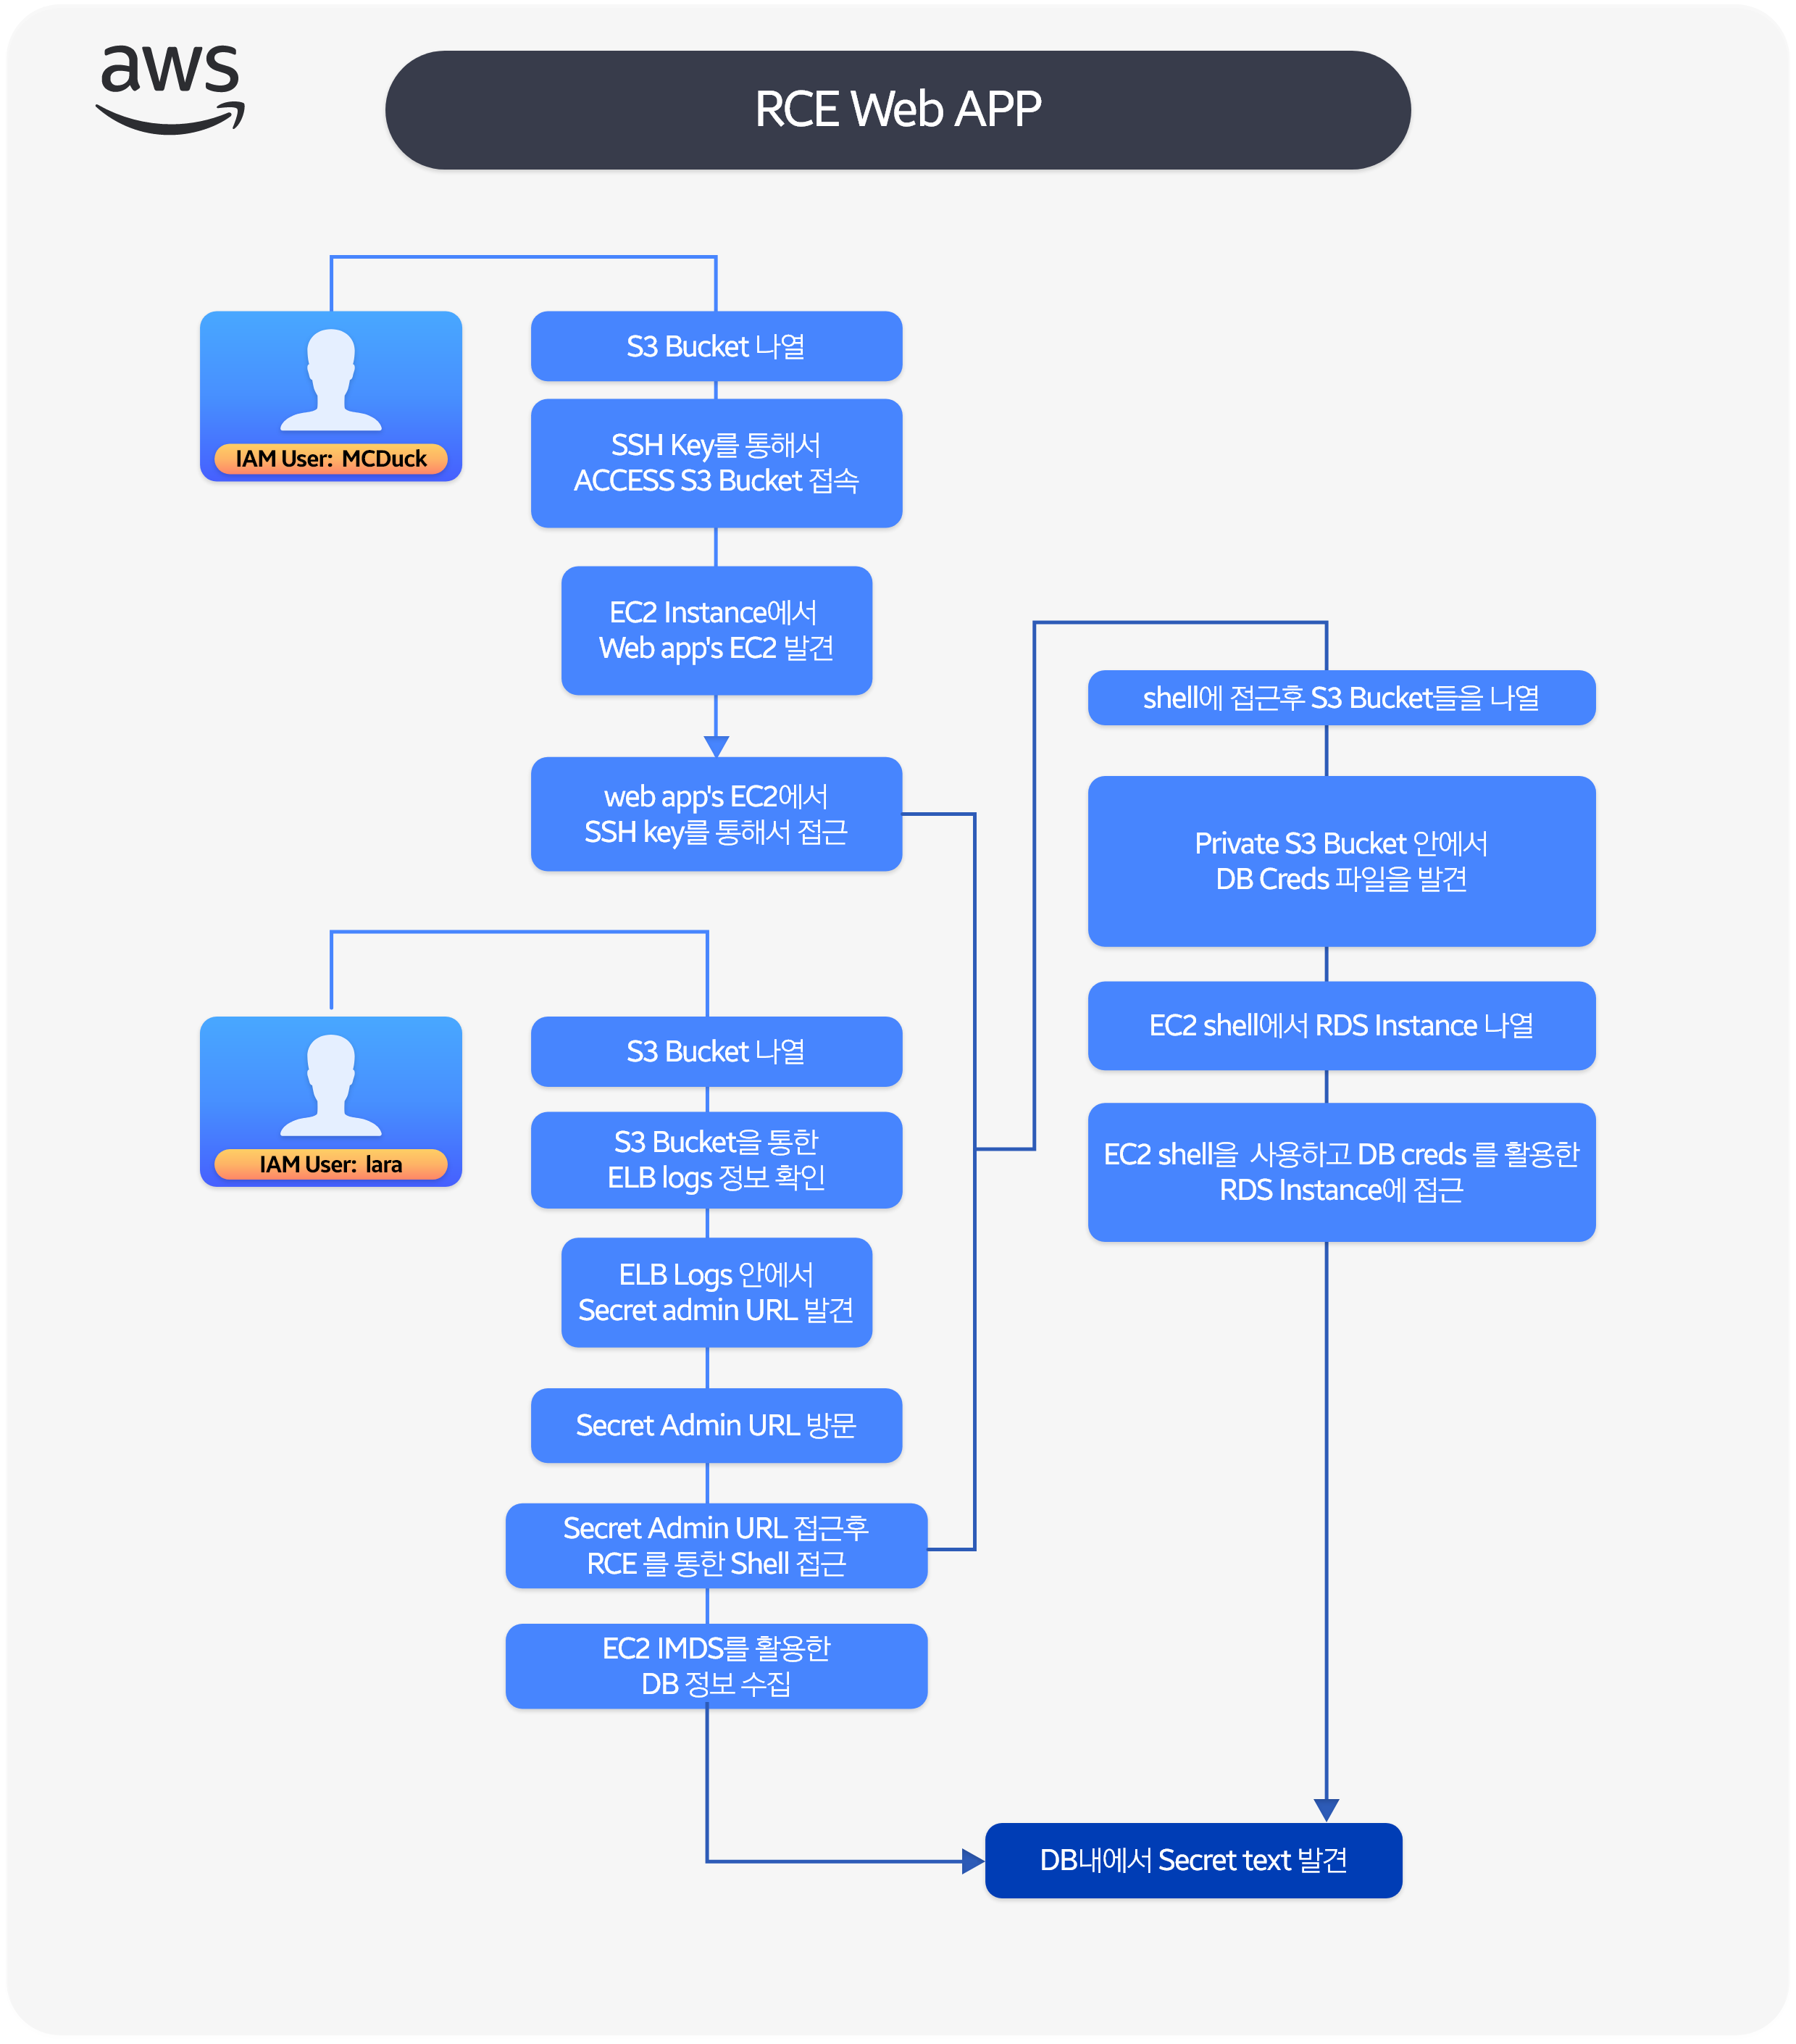 aws
RCE Web APP
IAM User: MCDuck
S3 Bucket 나열
SSH Key를 통해서
ACCESS S3 Bucket 접속
EC2 Instance에서
Web app's EC2 발견
web app's EC2에서
SSH key를 통해서 접근
IAM User: lara
S3 Bucket 나열
S3 Bucket을 통한
ELB logs 정보 확인
ELB Logs 안에서
Secret admin URL 발견
Secret Admin URL 방문
Secret Admin URL 접근후
RCE 를 통한 Shell 접근
EC2 IMDS를 활용한
DB 정보 수집
shell에 접근후 S3 Bucket들을 나열
Private S3 Bucket 안에서
DB Creds 파일을 발견
EC2 shell에서 RDS Instance 나열
EC2 shell을 사용하고 DB creds 를 활용한
RDS Instance에 접근
DB내에서 Secret text 발견